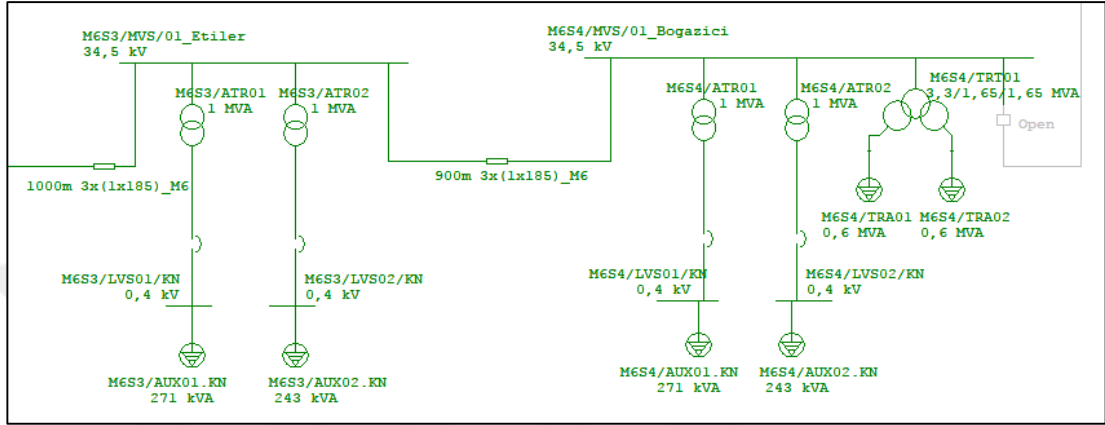 M6S3/MVS/01_Etiler
34,5 kV
M6S4/MVS/01_Bogazici
34,5 kV
M6S3/ATR01
1 MVA
M6S3/ATR02
1 MVA
M6S4/ATR01
1 MVA
M6S4/ATR02
1 MVA
M6S4/TRT01
3,3/1,65/1,65 MVA
Open
1000m 3x(1x185)_M6
900m 3x(1x185)_M6
M6S4/TRA01
0,6 MVA
M6S4/TRA02
0,6 MVA
M6S3/LVS01/KN
0,4 kV
M6S3/LVS02/KN
0,4 kV
M6S4/LVS01/KN
0,4 kV
M6S4/LVS02/KN
0,4 kV
M6S3/AUX01.KN
271 kVA
M6S3/AUX02.KN
243 kVA
M6S4/AUX01.KN
271 kVA
M6S4/AUX02.KN
243 kVA